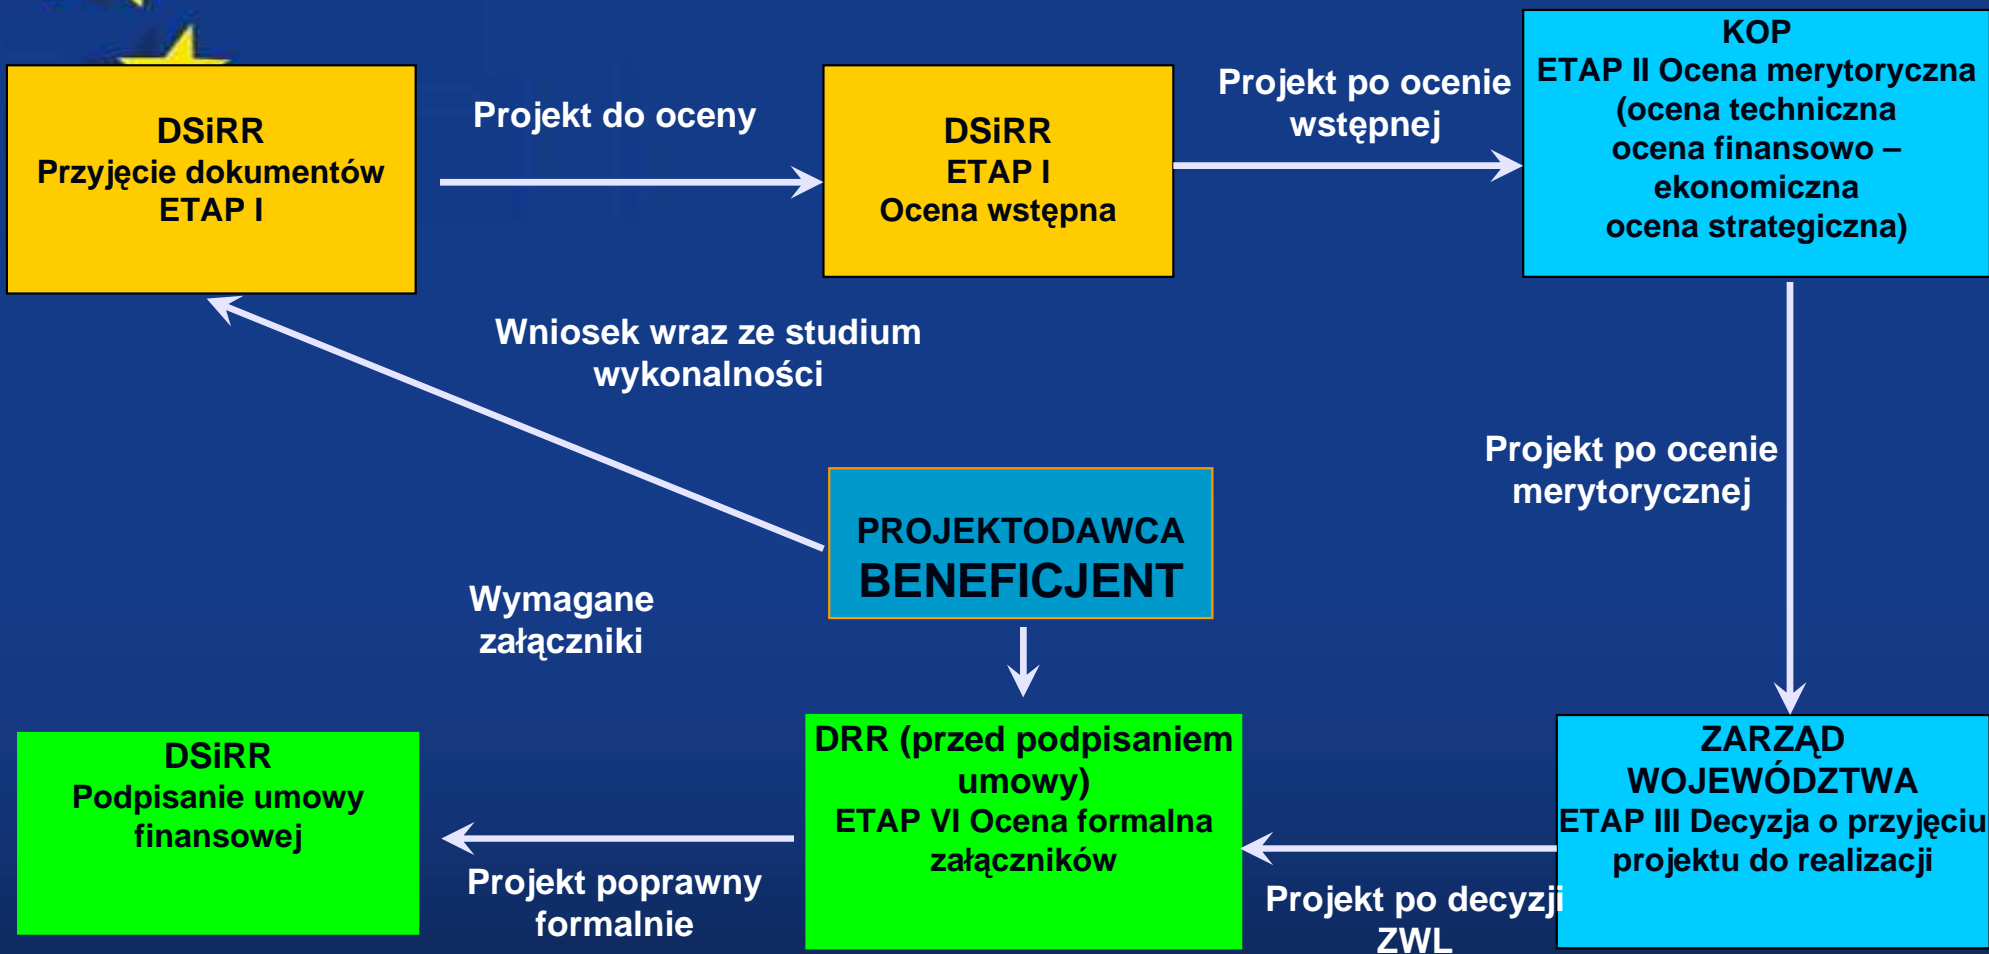 DSiRR
Przyjęcie dokumentów
ETAP I
Projekt do oceny
DSiRR
ETAP I
Ocena wstępna
Projekt po ocenie
wstępnej
KOP
ETAP II Ocena merytoryczna
(ocena techniczna
ocena finansowo –
ekonomiczna
ocena strategiczna)
Wniosek wraz ze studium
wykonalności
Projekt po ocenie
merytorycznej
PROJEKTODAWCA
BENEFICJENT
Wymagane
załączniki
DSiRR
Podpisanie umowy
finansowej
Projekt poprawny
formalnie
DRR (przed podpisaniem
umowy)
ETAP VI Ocena formalna
załączników
Projekt po decyzji
ZWL
ZARZĄD
WOJEWÓDZTWA
ETAP III Decyzja o przyjęciu
projektu do realizacji